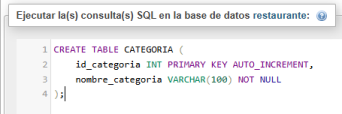 Ejecutar la(s) consulta(s) SQL en la base de datos restaurante:
1 CREATE TABLE CATEGORIA (
2 id_categoria INT PRIMARY KEY AUTO_INCREMENT,
3 nombre_categoria VARCHAR(100) NOT NULL
4 );